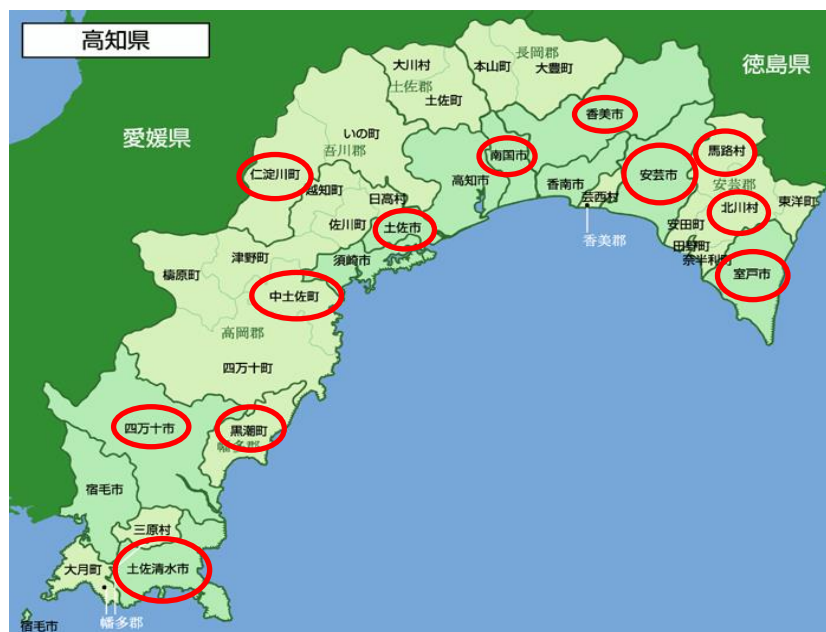 高知県
徳島県
愛媛県
大川村
土佐郡
土佐町
本山町
長岡郡
大豊町
香美市
いの町
吾川郡
南国市
馬路村
仁淀川町
越知町
日高村
高知市
香南市
芸西村
安芸市
安芸郡
北川村
東洋町
佐川町
土佐市
安田町
田野町
奈半利町
香美郡
津野町
須崎市
梼原町
室戸市
中土佐町
高岡郡
四万十町
四万十市
黒潮町
幡多郡
宿毛市
三原村
大月町
土佐清水市
宿毛市
幡多郡